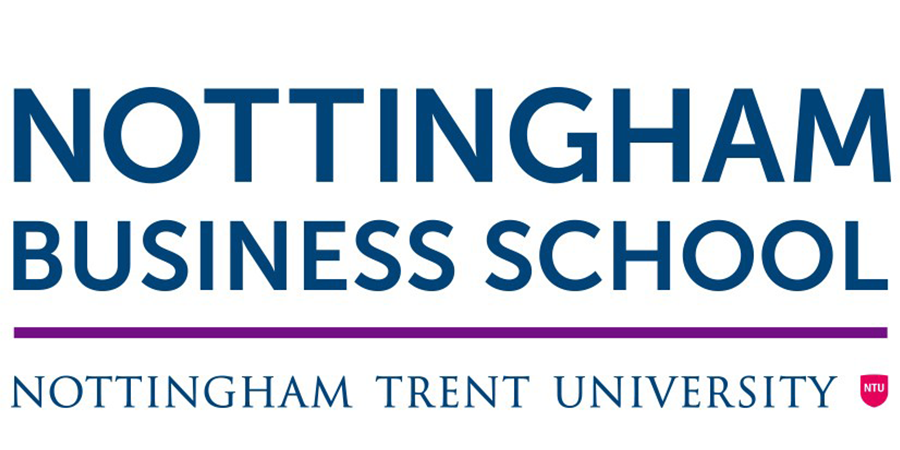 NOTTINGHAM
BUSINESS SCHOOL
NOTTINGHAM TRENT UNIVERSITY NTU